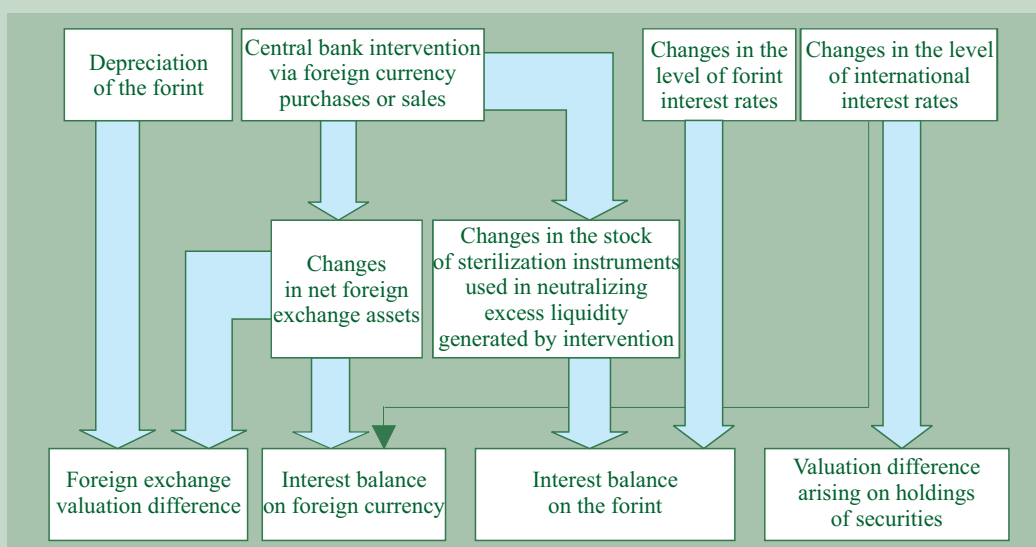 Depreciation
of the forint
Central bank intervention
via foreign currency
purchases or sales
Changes in the
level of forint
interest rates
Changes in the level
of international
interest rates
Changes
in net foreign
exchange assets
Changes in the stock
of sterilization instruments
used in neutralizing
excess liquidity
generated by intervention
Foreign exchange
valuation difference
Interest balance
on foreign currency
Interest balance
on the forint
Valuation difference
arising on holdings
of securities